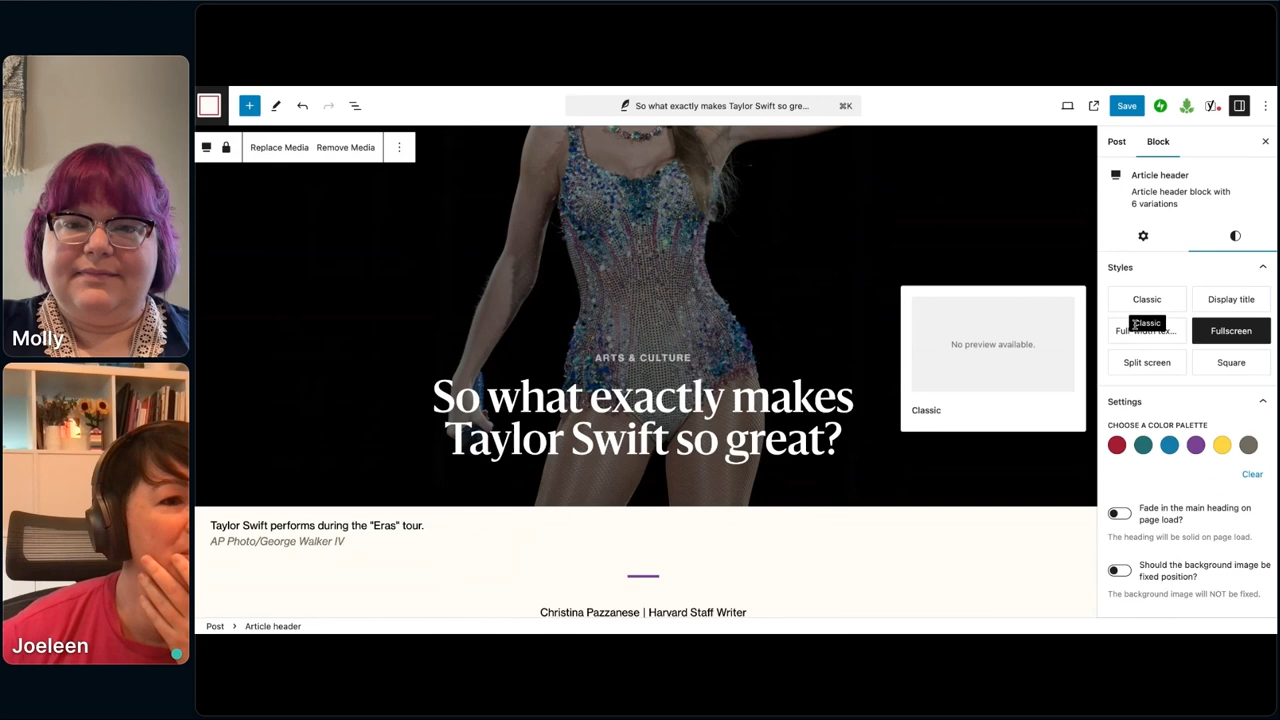 Molly
Joeleen
So what exactly makes Taylor Swift so gre...
⌘K
Save
Replace Media
Remove Media
ARTS & CULTURE
So what exactly makes
Taylor Swift so great?
Taylor Swift performs during the "Eras" tour.
AP Photo/George Walker IV
Christina Pazzanese | Harvard Staff Writer
Post > Article header
No preview available.
Classic
Post
Block
Article header
Article header block with
6 variations
Styles
Classic
Display title
Classic
Fullscreen
Split screen
Square
Settings
CHOOSE A COLOR PALETTE
Clear
Fade in the main heading on
page load?
The heading will be solid on page load.
Should the background image be
fixed position?
The background image will NOT be fixed.